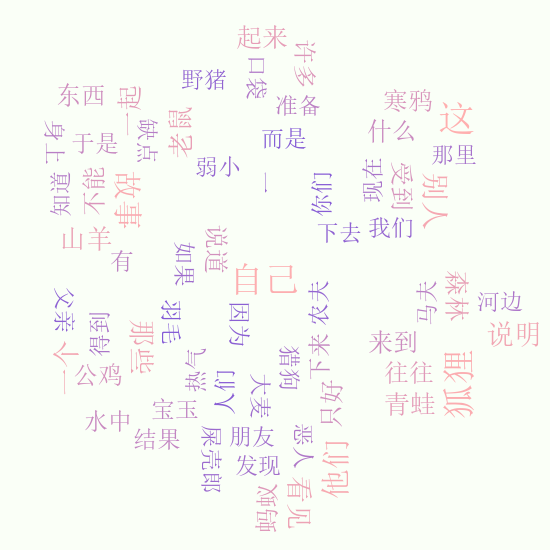 起来
许多
口袋
野猪
东西
一起
准备
寒鸦
这
老鼠
缺点
身上
于是
而是
什么
那里
弱小
一
你们
现在
受到
别人
知道
不能
故事
下去
我们
山羊
有
如果
说道
自己
父亲
得到
羽毛
因为
农夫
马夫
森林
河边
说明
一个
那些
热气
人们
猎狗
下来
来到
往往
狐狸
公鸡
宝玉
大麦
只好
青蛙
水中
结果
屎壳郎
朋友
发现
恶人
他们
蚂蚁
看见